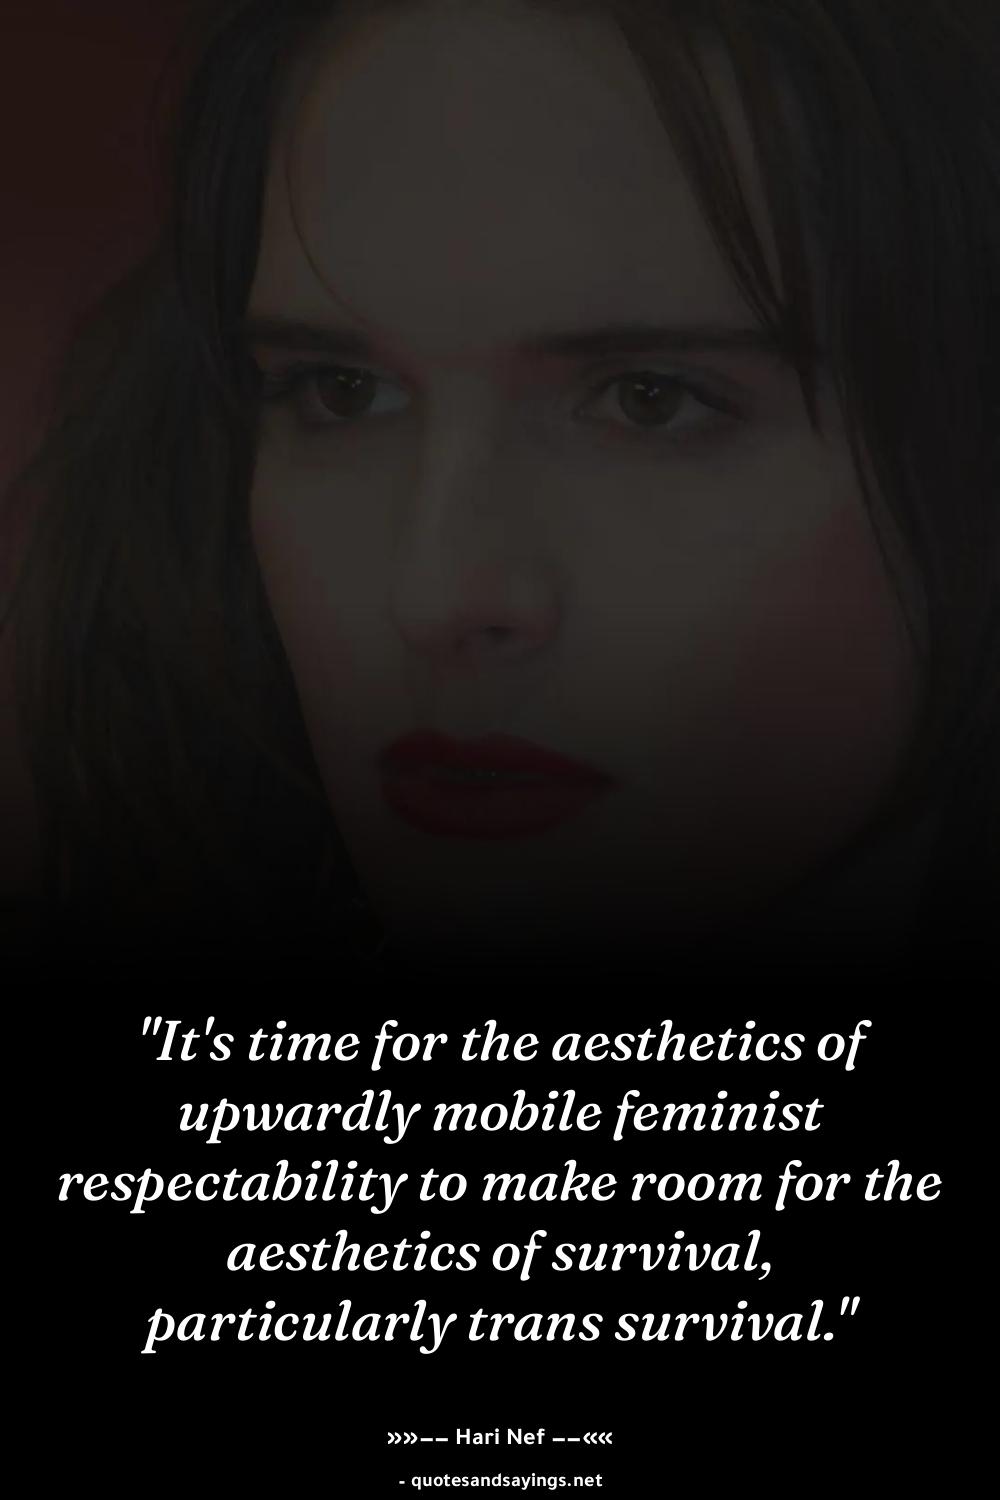 "It's time for the aesthetics of
upwardly mobile feminist
respectability to make room for the
aesthetics of survival,
particularly trans survival."
»»−− Hari Nef −−««
- quotesandsayings.net